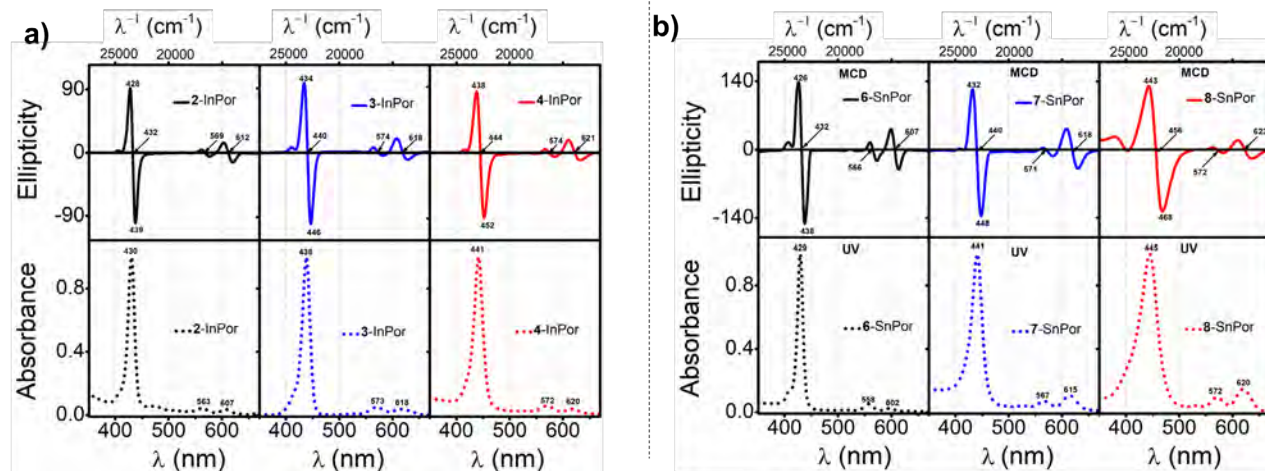 a)
λ⁻¹ (cm⁻¹) λ⁻¹ (cm⁻¹) λ⁻¹ (cm⁻¹)
25000 20000 25000 20000 25000 20000
Ellipticity
90
0
-90
428
432
439
569
612
2-InPor
434
440
446
574
618
3-InPor
438
444
452
574
621
4-InPor
Absorbance
0.8
0.4
0.0
430
563
607
2-InPor
438
573
618
3-InPor
441
572
620
4-InPor
400 500 600 400 500 600 400 500 600
λ (nm) λ (nm) λ (nm)
b)
λ⁻¹ (cm⁻¹) λ⁻¹ (cm⁻¹) λ⁻¹ (cm⁻¹)
25000 20000 25000 20000 25000 20000
Ellipticity
140
0
-140
MCD
426
432
438
566
607
6-SnPor
MCD
432
440
448
571
618
7-SnPor
MCD
443
456
468
572
622
8-SnPor
Absorbance
0.8
0.4
0.0
UV
429
558
602
6-SnPor
UV
441
567
615
7-SnPor
UV
445
572
620
8-SnPor
400 500 600 400 500 600 400 500 600
λ (nm) λ (nm) λ (nm)